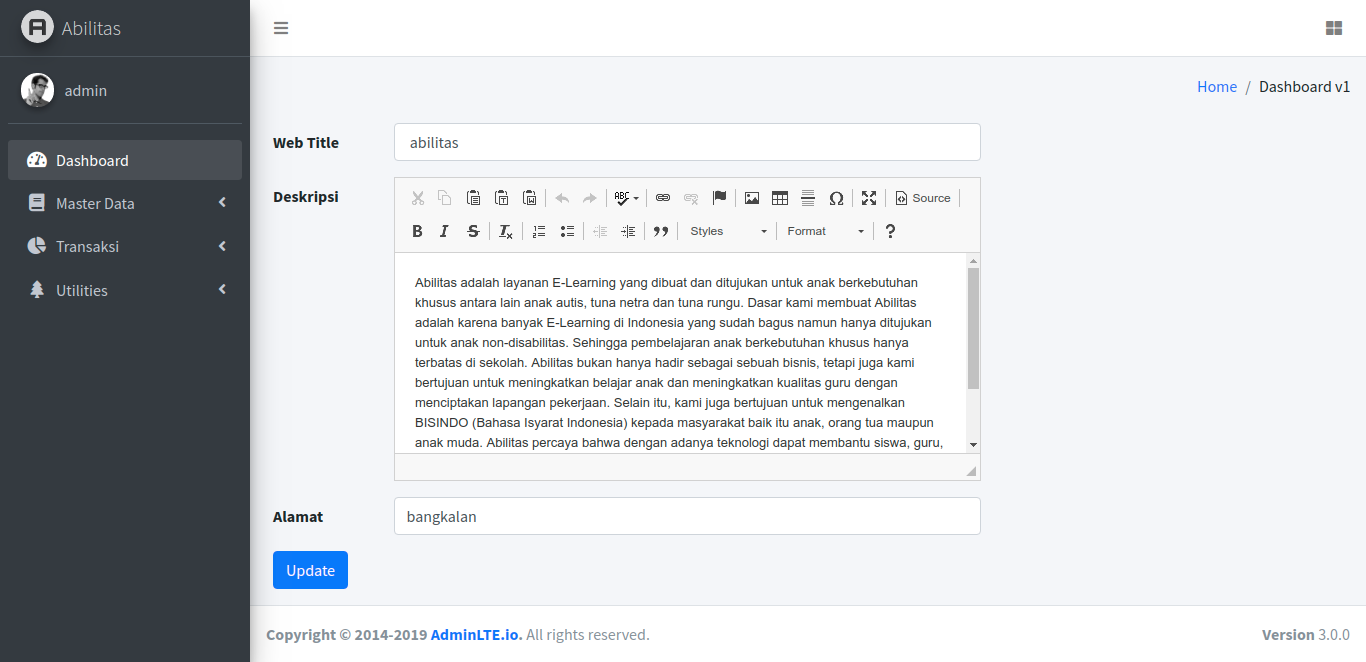 Abilitas
admin
Dashboard
Master Data
Transaksi
Utilities
Home / Dashboard v1
Web Title
abilitas
Deskripsi
ABC
Source
B I S Tx
Styles
Format
?
Abilitas adalah layanan E-Learning yang dibuat dan ditujukan untuk anak berkebutuhan
khusus antara lain anak autis, tuna netra dan tuna rungu. Dasar kami membuat Abilitas
adalah karena banyak E-Learning di Indonesia yang sudah bagus namun hanya ditujukan
untuk anak non-disabilitas. Sehingga pembelajaran anak berkebutuhan khusus hanya
terbatas di sekolah. Abilitas bukan hanya hadir sebagai sebuah bisnis, tetapi juga kami
bertujuan untuk meningkatkan belajar anak dan meningkatkan kualitas guru dengan
menciptakan lapangan pekerjaan. Selain itu, kami juga bertujuan untuk mengenalkan
BISINDO (Bahasa Isyarat Indonesia) kepada masyarakat baik itu anak, orang tua maupun
anak muda. Abilitas percaya bahwa dengan adanya teknologi dapat membantu siswa, guru,
Alamat
bangkalan
Update
Copyright © 2014-2019 AdminLTE.io. All rights reserved.
Version 3.0.0